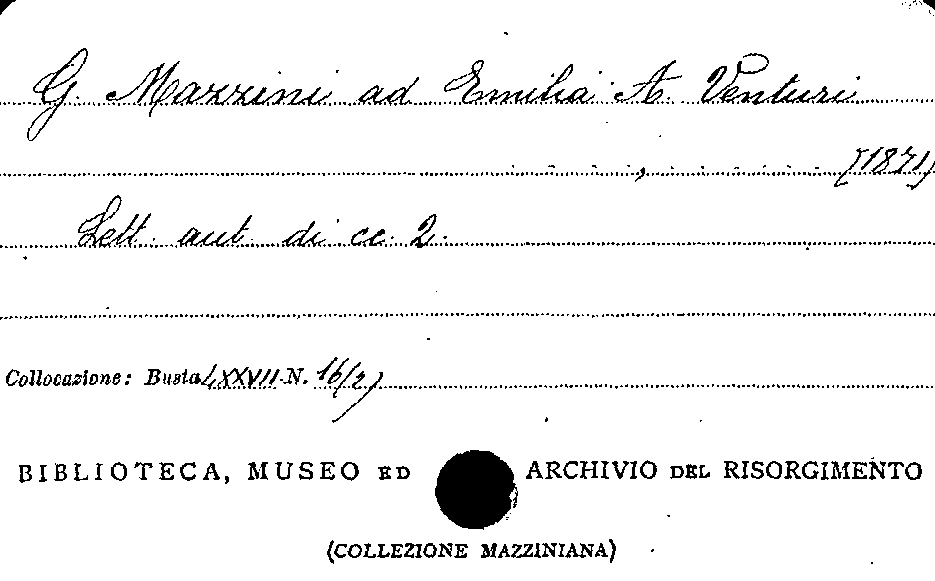 G. Mazzini ad Emilia A. Venturi
......, ...... [1871]
Lett. aut. di cc. 2.
Collocazione: Busta LXXVII N. 16/2)
BIBLIOTECA, MUSEO ED ARCHIVIO DEL RISORGIMENTO
(COLLEZIONE MAZZINIANA)